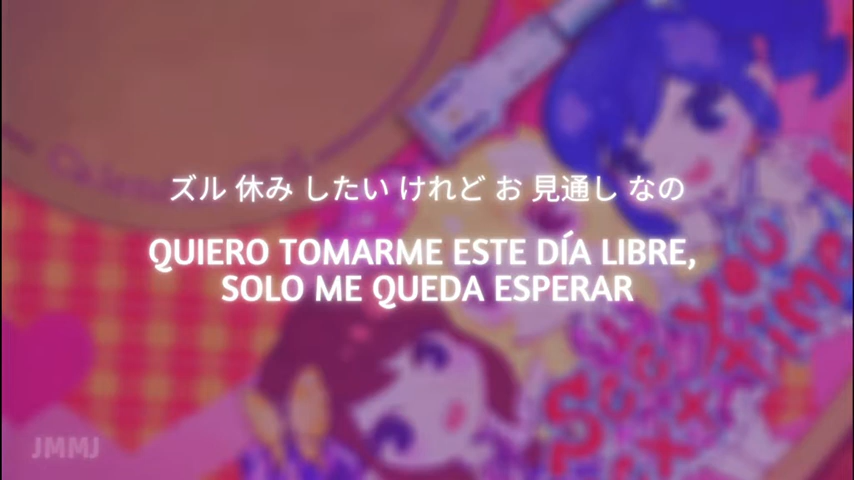 ズル 休み したい けれど お 見通し なの
QUIERO TOMARME ESTE DÍA LIBRE,
SOLO ME QUEDA ESPERAR
JMMJ